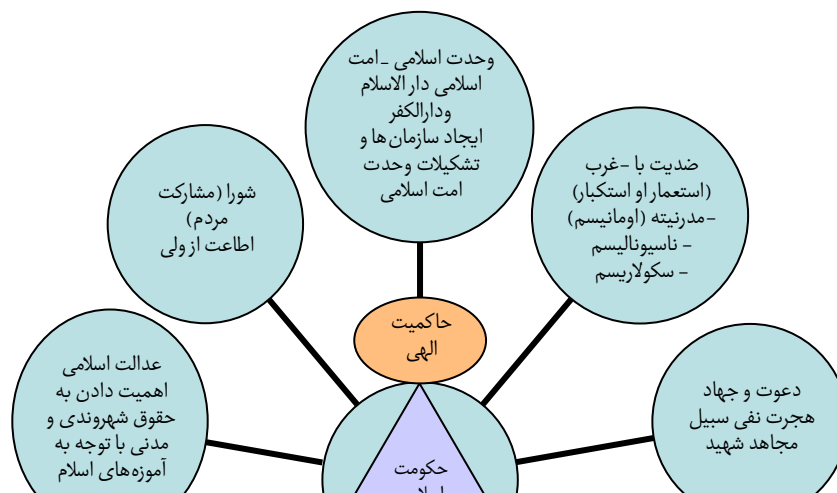 وحدت اسلامی -امت
اسلامی دار الاسلام
ودارالکفر
ایجاد سازمان ها و
تشکیلات وحدت
امت اسلامی
ضدیت با -غرب
(استعمار او استکبار)
-مدرنیته (اومانیسم)
- ناسیونالیسم
- سکولاریسم
شورا (مشارکت
مردم)
اطاعت از ولی
حاکمیت
الهی
دعوت و جهاد
هجرت نفی سبیل
مجاهد شهید
عدالت اسلامی
اهمیت دادن به
حقوق شهروندی و
مدنی با توجه به
آموزه‌های اسلام
حکومت